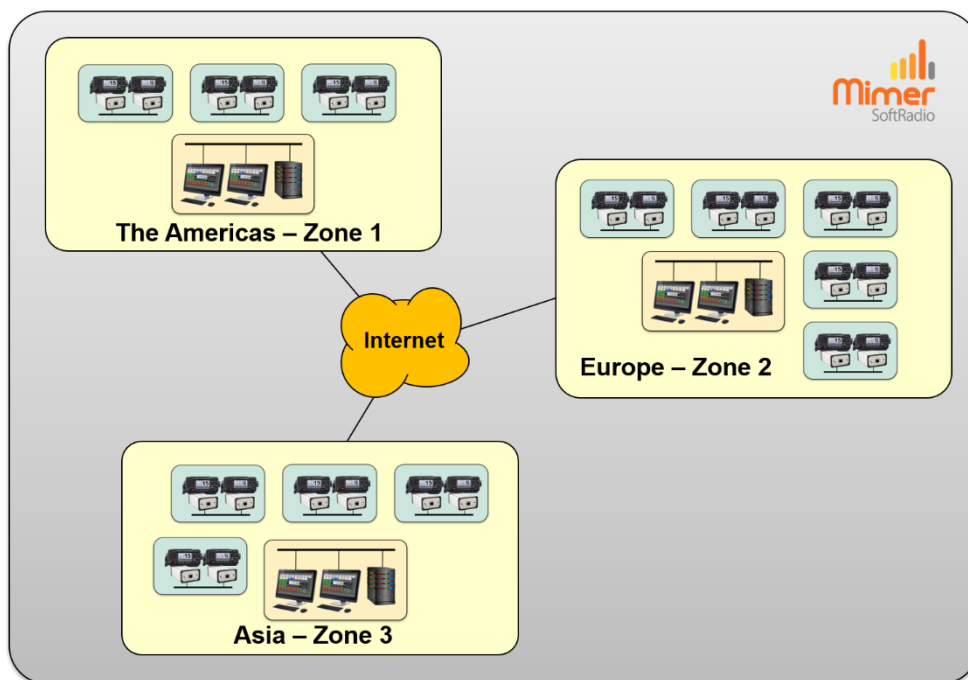 Mimer
SoftRadio
The Americas – Zone 1
Internet
Europe – Zone 2
Asia – Zone 3